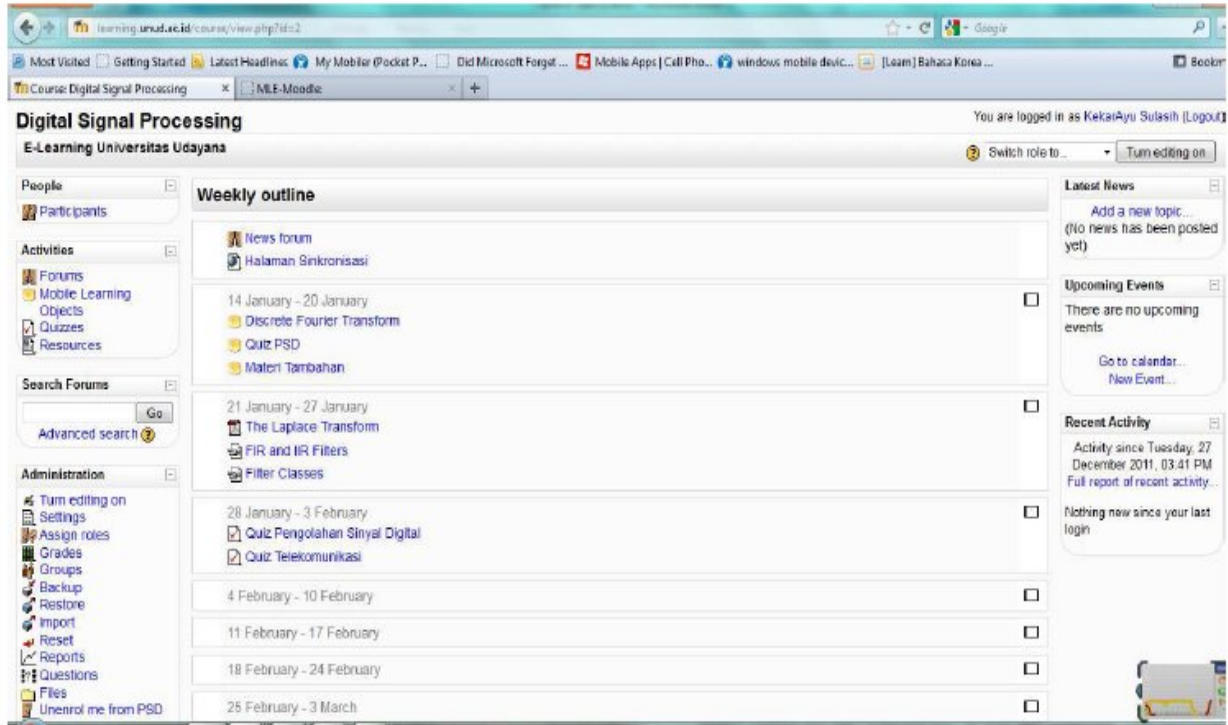 learning.unud.ac.id/course/view.php?id=2
Google
Most Visited Getting Started Latest Headlines My Mobiler (Pocket P... Did Microsoft Forget ... Mobile Apps | Cell Pho... windows mobile devic... [Learn] Bahasa Korea ...
Course: Digital Signal Processing
MLE-Moodle
Digital Signal Processing
You are logged in as KekarAyu Sulasih (Logout)
E-Learning Universitas Udayana
Switch role to...
Turn editing on
People
Participants
Activities
Forums
Mobile Learning
Objects
Quizzes
Resources
Search Forums
Go
Advanced search
Administration
Turn editing on
Settings
Assign roles
Grades
Groups
Backup
Restore
Import
Reset
Reports
Questions
Files
Unenrol me from PSD
Weekly outline
News forum
Halaman Sinkronisasi
14 January - 20 January
Discrete Fourier Transform
Quiz PSD
Materi Tambahan
21 January - 27 January
The Laplace Transform
FIR and IIR Filters
Filter Classes
28 January - 3 February
Quiz Pengolahan Sinyal Digital
Quiz Telekomunikasi
4 February - 10 February
11 February - 17 February
18 February - 24 February
25 February - 3 March
Latest News
Add a new topic...
(No news has been posted
yet)
Upcoming Events
There are no upcoming
events
Go to calendar...
New Event...
Recent Activity
Activity since Tuesday, 27
December 2011, 03:41 PM
Full report of recent activity...
Nothing new since your last
login